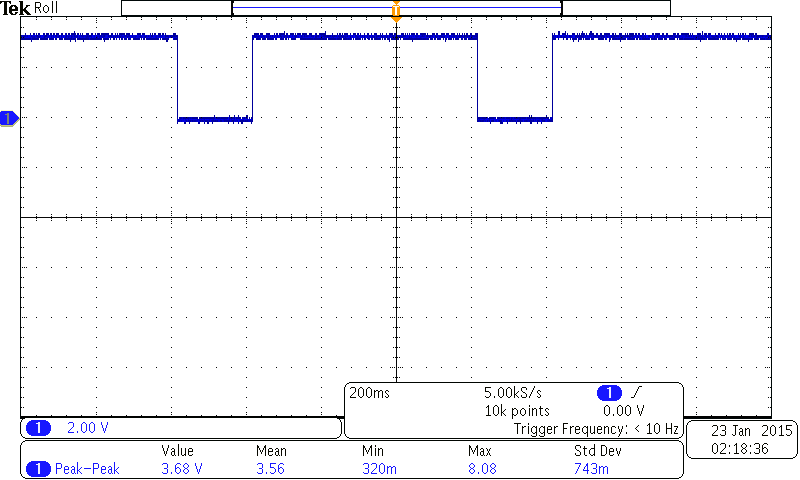 Tek Roll
T
1
200ms 5.00kS/s 1
10k points 0.00 V
Trigger Frequency: < 10 Hz
1 2.00 V
23 Jan 2015
02:18:36
Value Mean Min Max Std Dev
1 Peak-Peak 3.68 V 3.56 320m 8.08 743m